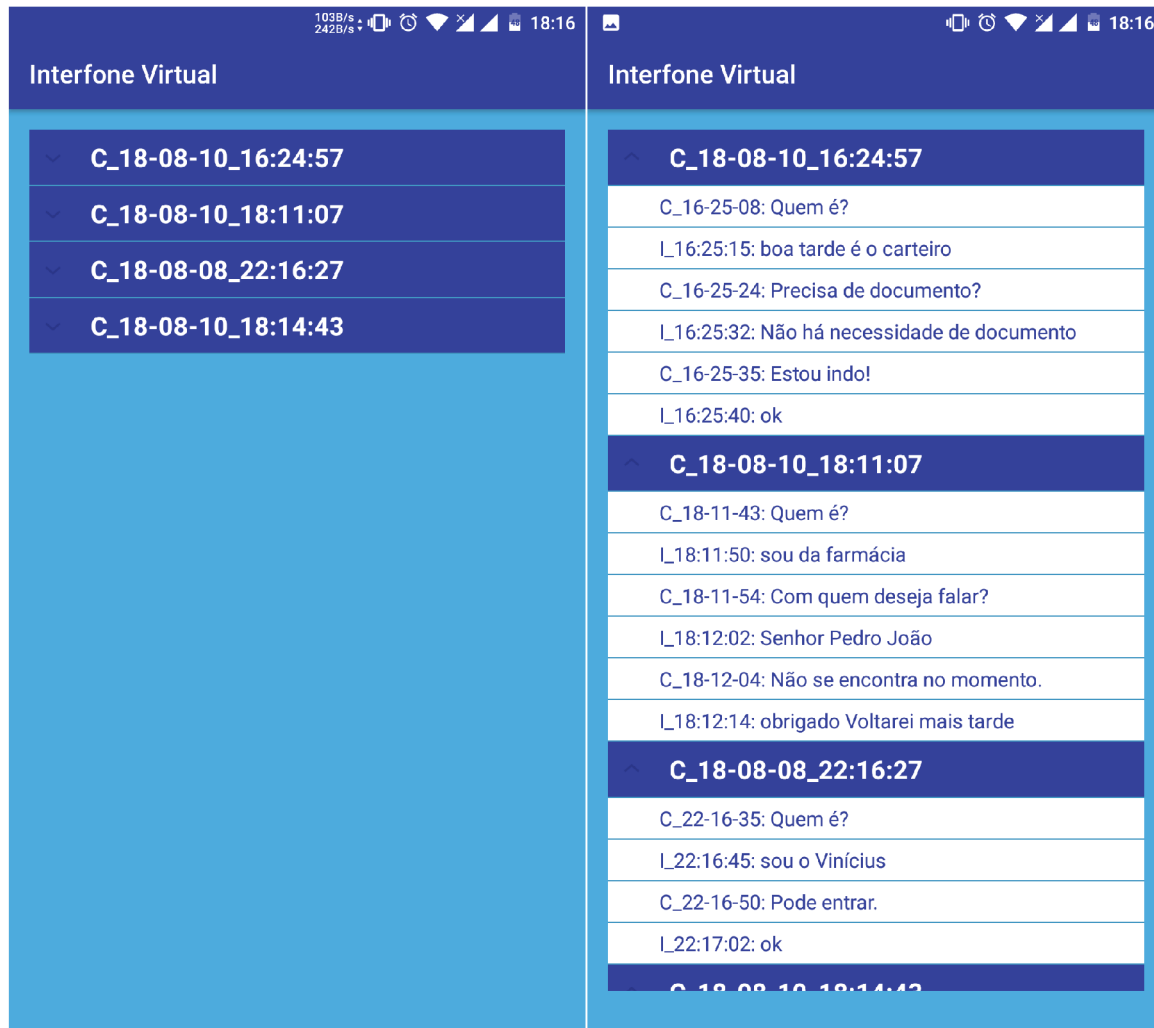 103B/s
242B/s
18:16
Interfone Virtual
C_18-08-10_16:24:57
C_18-08-10_18:11:07
C_18-08-08_22:16:27
C_18-08-10_18:14:43
18:16
Interfone Virtual
C_18-08-10_16:24:57
C_16-25-08: Quem é?
I_16:25:15: boa tarde é o carteiro
C_16-25-24: Precisa de documento?
I_16:25:32: Não há necessidade de documento
C_16-25-35: Estou indo!
I_16:25:40: ok
C_18-08-10_18:11:07
C_18-11-43: Quem é?
I_18:11:50: sou da farmácia
C_18-11-54: Com quem deseja falar?
I_18:12:02: Senhor Pedro João
C_18-12-04: Não se encontra no momento.
I_18:12:14: obrigado Voltarei mais tarde
C_18-08-08_22:16:27
C_22-16-35: Quem é?
I_22:16:45: sou o Vinícius
C_22-16-50: Pode entrar.
I_22:17:02: ok
C_18-08-10_18:14:43